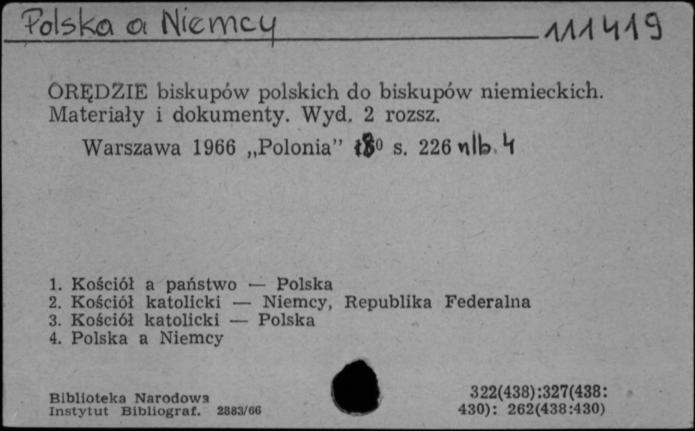 Polska a Niemcy 111419
ORĘDZIE biskupów polskich do biskupów niemieckich.
Materiały i dokumenty. Wyd. 2 rozsz.
Warszawa 1966 „Polonia” 8⁰ s. 226 nlb. 4
1. Kościół a państwo — Polska
2. Kościół katolicki — Niemcy, Republika Federalna
3. Kościół katolicki — Polska
4. Polska a Niemcy
Biblioteka Narodowa 322(438):327(438:
Instytut Bibliograf. 2883/66 430): 262(438:430)